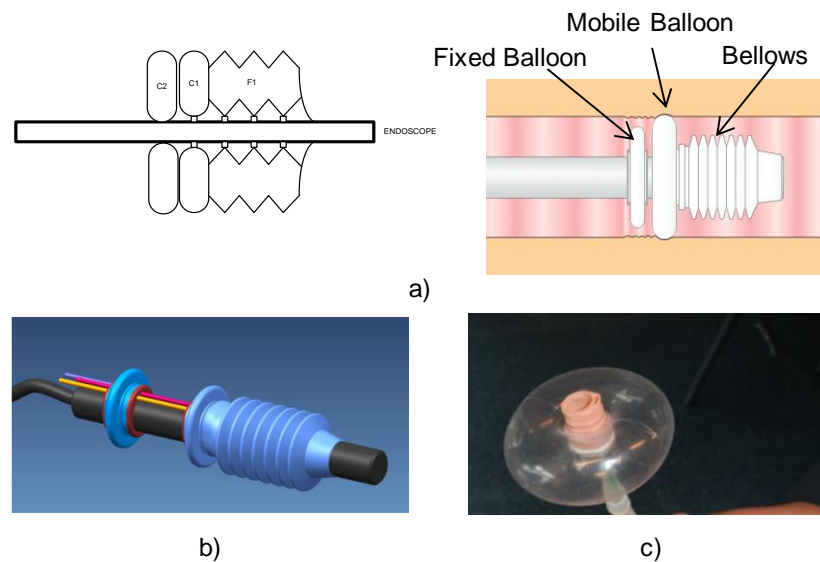 Mobile Balloon
Fixed Balloon
Bellows
C2
C1
F1
ENDOSCOPE
a)
b)
c)